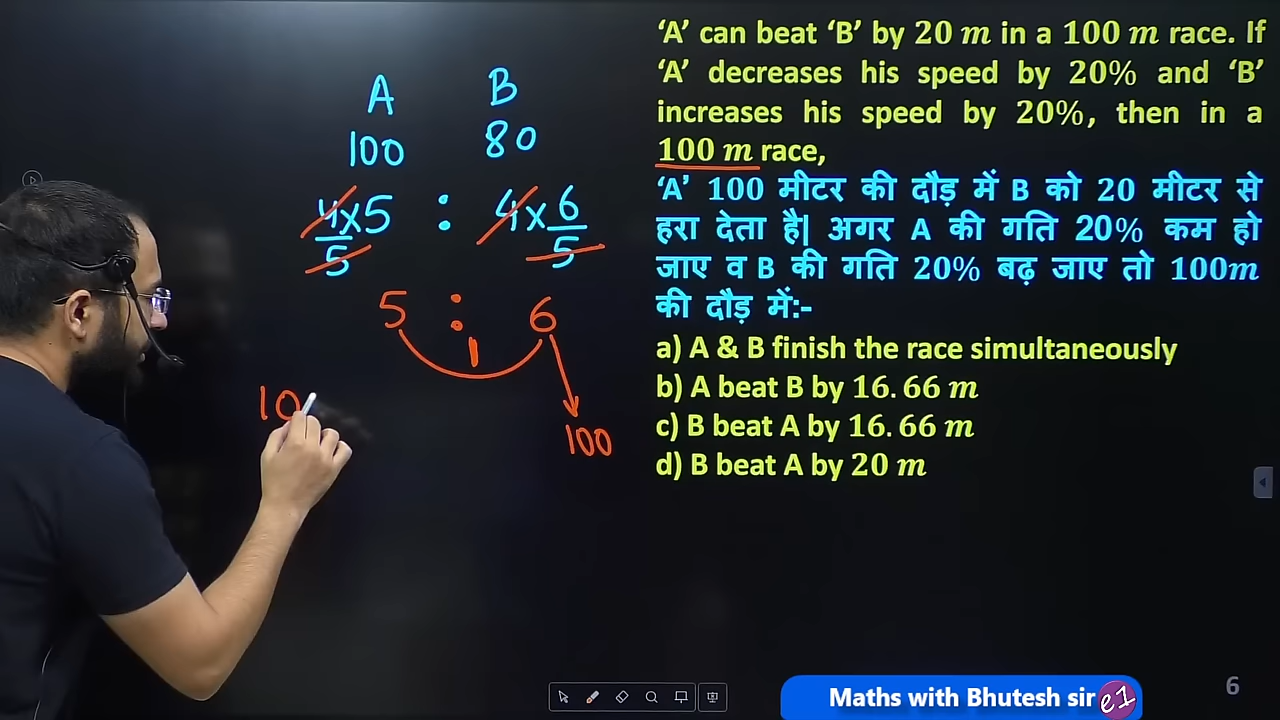 A B
100 80
4×5 : 4×6
5 5
5 : 6
1
100
10
‘A’ can beat ‘B’ by 20 m in a 100 m race. If
‘A’ decreases his speed by 20% and ‘B’
increases his speed by 20%, then in a
100 m race,
‘A’ 100 मीटर की दौड़ में B को 20 मीटर से
हरा देता है| अगर A की गति 20% कम हो
जाए व B की गति 20% बढ़ जाए तो 100m
की दौड़ में:-
a) A & B finish the race simultaneously
b) A beat B by 16.66 m
c) B beat A by 16.66 m
d) B beat A by 20 m
Maths with Bhutesh sir e1
6